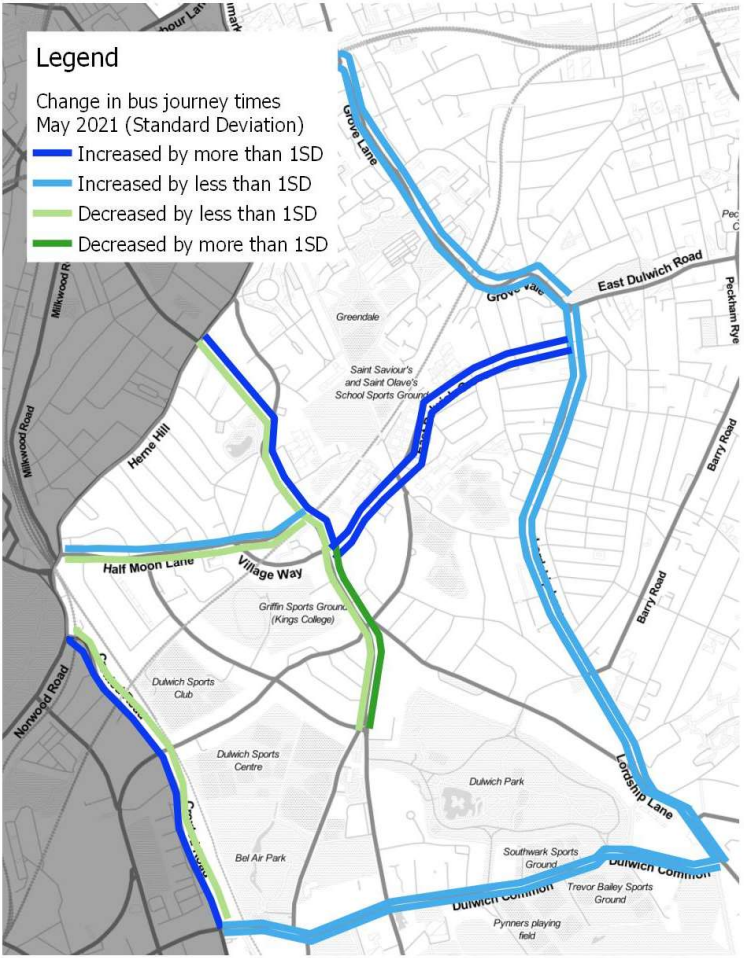 Legend
Change in bus journey times
May 2021 (Standard Deviation)
Increased by more than 1SD
Increased by less than 1SD
Decreased by less than 1SD
Decreased by more than 1SD
Grove Lane
Grove Vale
East Dulwich Road
Peckham Rye
Milkwood
Greendale
Saint Saviour's
and Saint Olave's
School Sports Ground
Milkwood Road
Herne Hill
Barry Road
Half Moon Lane
Village Way
Barry Road
Griffin Sports Ground
(Kings College)
Norwood Road
Dulwich Sports
Club
Dulwich Sports
Centre
Dulwich Park
Lordship Lane
Bel Air Park
Southwark Sports
Ground
Dulwich Common
Dulwich Common
Trevor Bailey Sports
Ground
Pynners playing
field